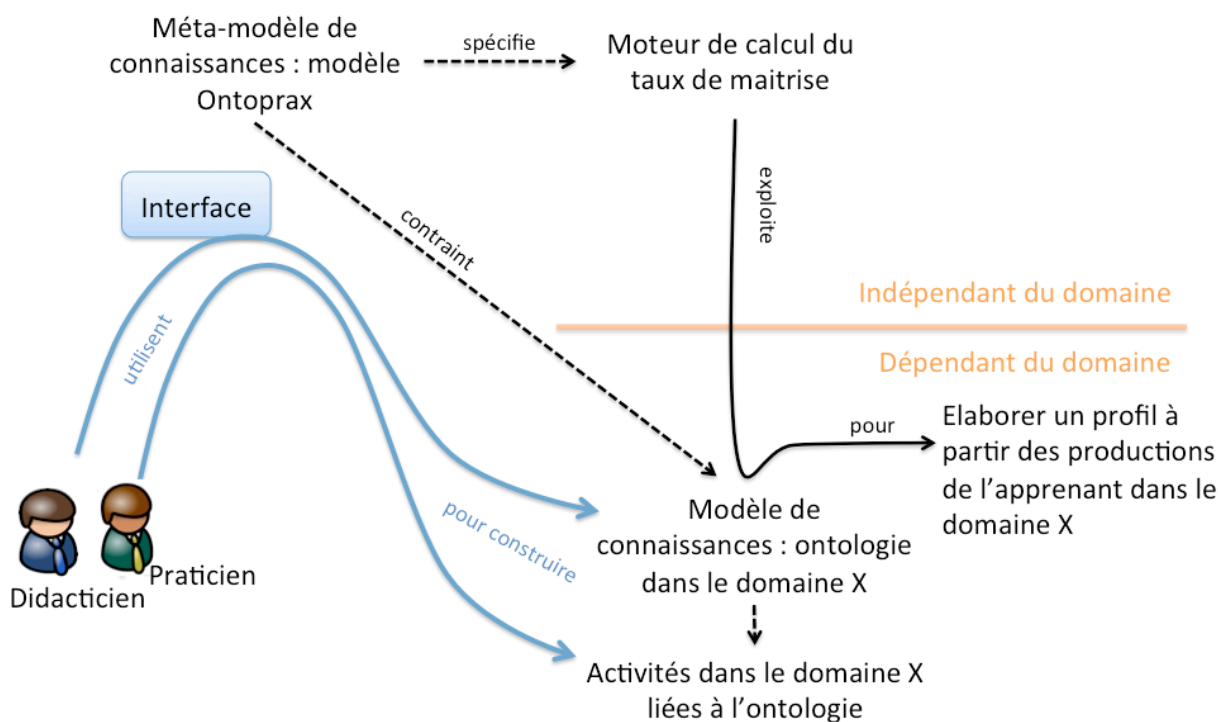 Méta-modèle de
connaissances : modèle
Ontoprax
spécifie
Moteur de calcul du
taux de maitrise
Interface
contraint
exploite
utilisent
Indépendant du domaine
Dépendant du domaine
pour
Elaborer un profil à
partir des productions
de l'apprenant dans le
domaine X
pour construire
Modèle de
connaissances : ontologie
dans le domaine X
Praticien
Didacticien
Activités dans le domaine X
liées à l'ontologie